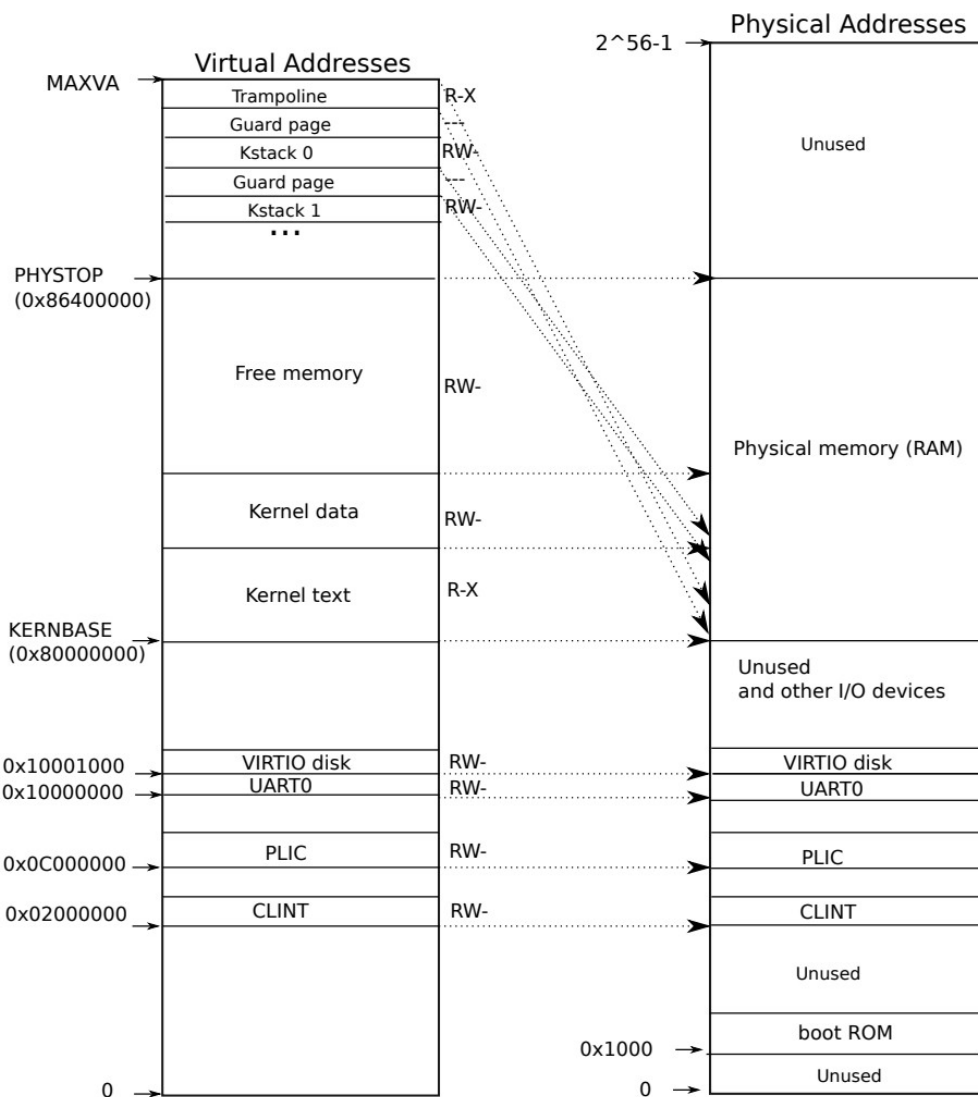 Physical Addresses
2^56-1
Virtual Addresses
MAXVA
Trampoline
R-X
Guard page
---
Unused
Kstack 0
RW-
Guard page
---
Kstack 1
RW-
...
PHYSTOP
(0x86400000)
Free memory
RW-
Physical memory (RAM)
Kernel data
RW-
Kernel text
R-X
KERNBASE
(0x80000000)
Unused
and other I/O devices
0x10001000
VIRTIO disk
RW-
VIRTIO disk
0x10000000
UART0
RW-
UART0
0x0C000000
PLIC
RW-
PLIC
0x02000000
CLINT
RW-
CLINT
Unused
boot ROM
0x1000
Unused
0
0